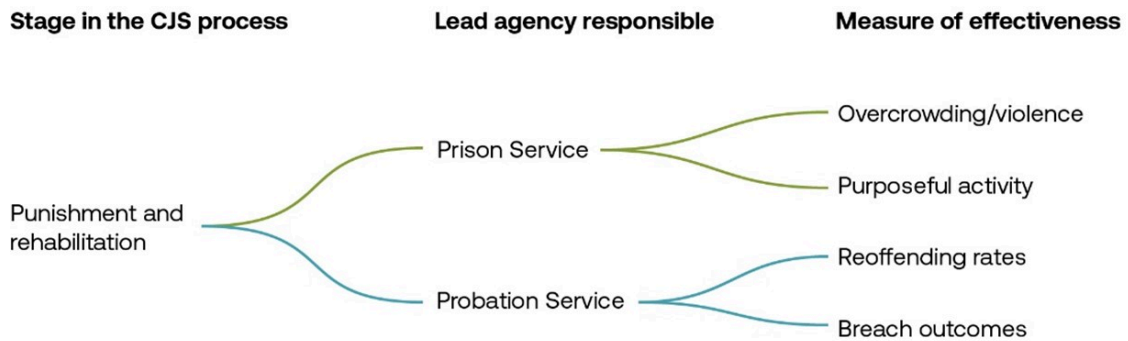 Stage in the CJS process
Lead agency responsible
Measure of effectiveness
Punishment and
rehabilitation
Prison Service
Probation Service
Overcrowding/violence
Purposeful activity
Reoffending rates
Breach outcomes